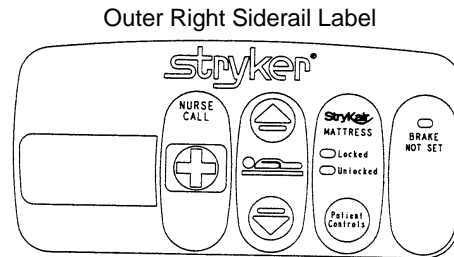 Outer Right Siderail Label
stryker®
NURSE
CALL
StryKair
MATTRESS
Locked
Unlocked
Patient
Controls
BRAKE
NOT SET